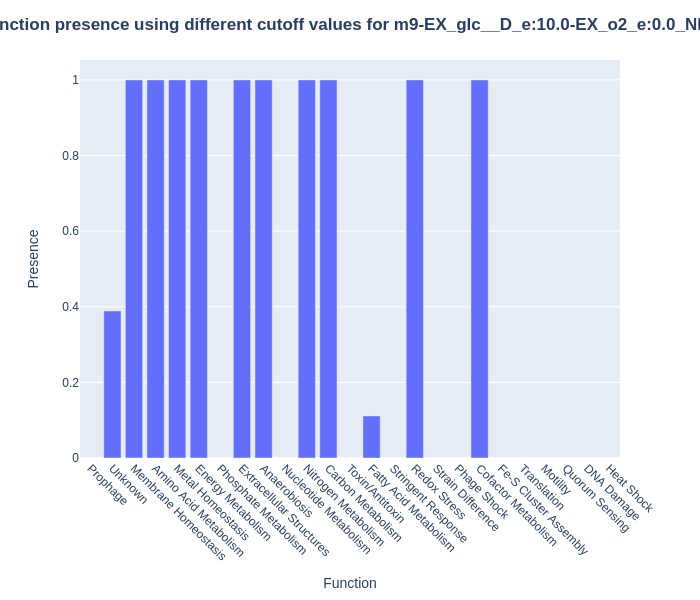 nction presence using different cutoff values for m9-EX_glc__D_e:10.0-EX_o2_e:0.0_N
Presence
1
0.8
0.6
0.4
0.2
0
Prophage
Unknown
Membrane Homeostasis
Amino Acid Metabolism
Metal Homeostasis
Energy Metabolism
Phosphate Metabolism
Extracellular Structures
Anaerobiosis
Nucleotide Metabolism
Nitrogen Metabolism
Carbon Metabolism
Toxin/Antitoxin
Fatty Acid Metabolism
Stringent Response
Redox Stress
Strain Difference
Phage Shock
Cofactor Metabolism
Fe-S Cluster Assembly
Translation
Motility
Quorum Sensing
DNA Damage
Heat Shock
Function